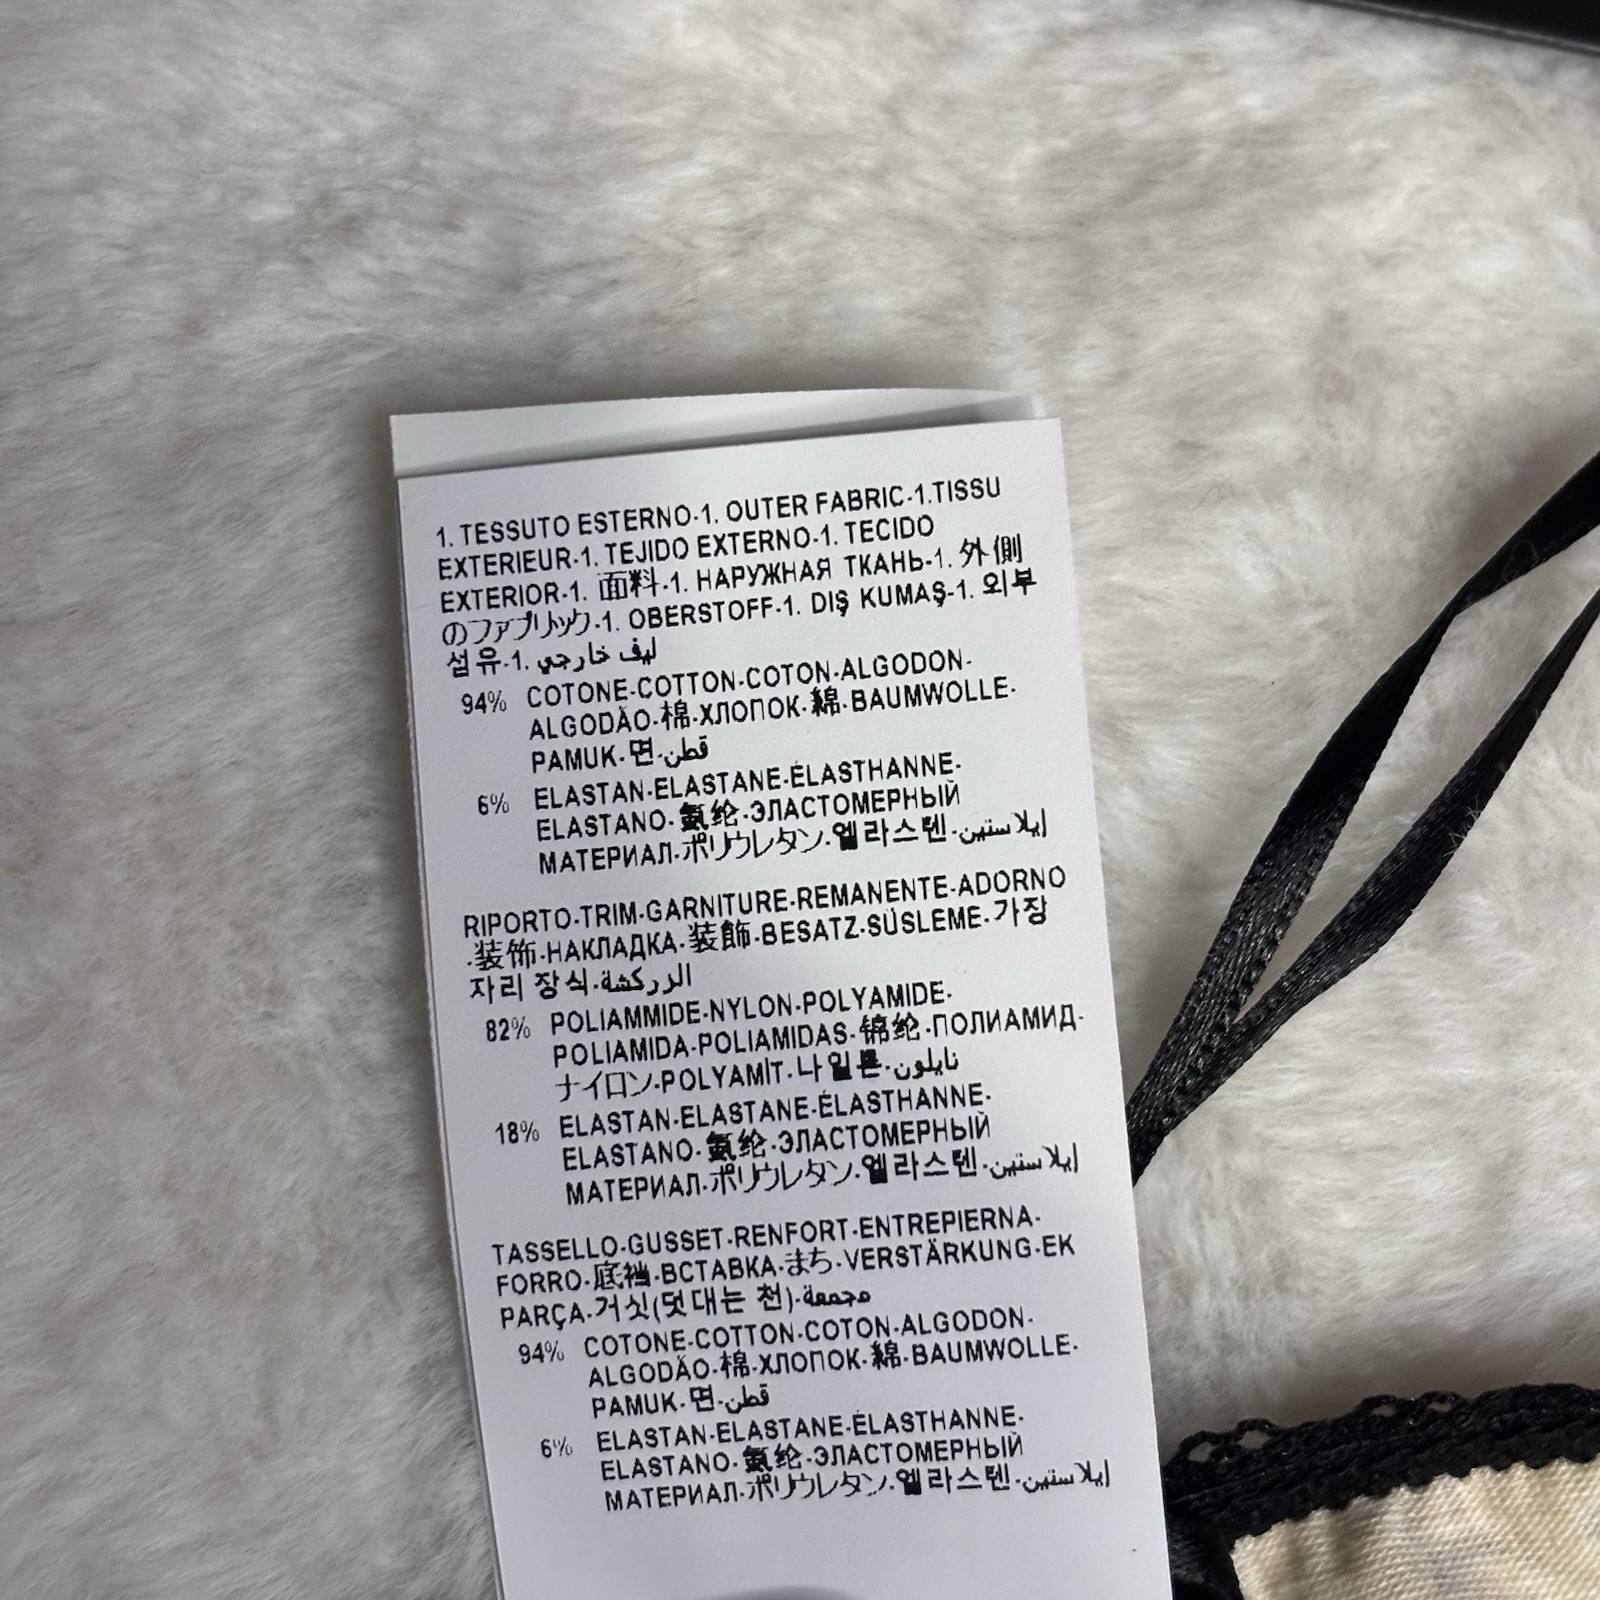 1. TESSUTO ESTERNO-1. OUTER FABRIC-1.TISSU
EXTERIEUR-1. TEJIDO EXTERNO-1. TECIDO
EXTERIOR-1. 面料-1. НАРУЖНАЯ ТКАНЬ-1. 外側
のファブリック-1. OBERSTOFF-1. DIŞ KUMAŞ-1. 외부
섬유-1. ليف خارجي
94% COTONE-COTTON-COTON-ALGODON-
ALGODÃO-棉-ХЛОПОК-綿-BAUMWOLLE-
PAMUK-면-قطن
6% ELASTAN-ELASTANE-ÉLASTHANNE-
ELASTANO-氨纶-ЭЛАСТОМЕРНЫЙ
МАТЕРИАЛ-ポリウレタン-엘라스텐-إيلاستين
RIPORTO-TRIM-GARNITURE-REMANENTE-ADORNO
-装饰-НАКЛАДКА-装飾-BESATZ-SÜSLEME-가장
자리 장식-الزركشة
82% POLIAMMIDE-NYLON-POLYAMIDE-
POLIAMIDA-POLIAMIDAS-锦纶-ПОЛИАМИД-
ナイロン-POLYAMİT-나일론-نايلون
18% ELASTAN-ELASTANE-ÉLASTHANNE-
ELASTANO-氨纶-ЭЛАСТОМЕРНЫЙ
МАТЕРИАЛ-ポリウレタン-엘라스텐-إيلاستين
TASSELLO-GUSSET-RENFORT-ENTREPIERNA-
FORRO-底裆-ВСТАВКА-まち-VERSTÄRKUNG-EK
PARÇA-거싯(덧대는 천)-مجمعة
94% COTONE-COTTON-COTON-ALGODON-
ALGODÃO-棉-ХЛОПОК-綿-BAUMWOLLE-
PAMUK-면-قطن
6% ELASTAN-ELASTANE-ÉLASTHANNE-
ELASTANO-氨纶-ЭЛАСТОМЕРНЫЙ
МАТЕРИАЛ-ポリウレタン-엘라스텐-إيلاستين